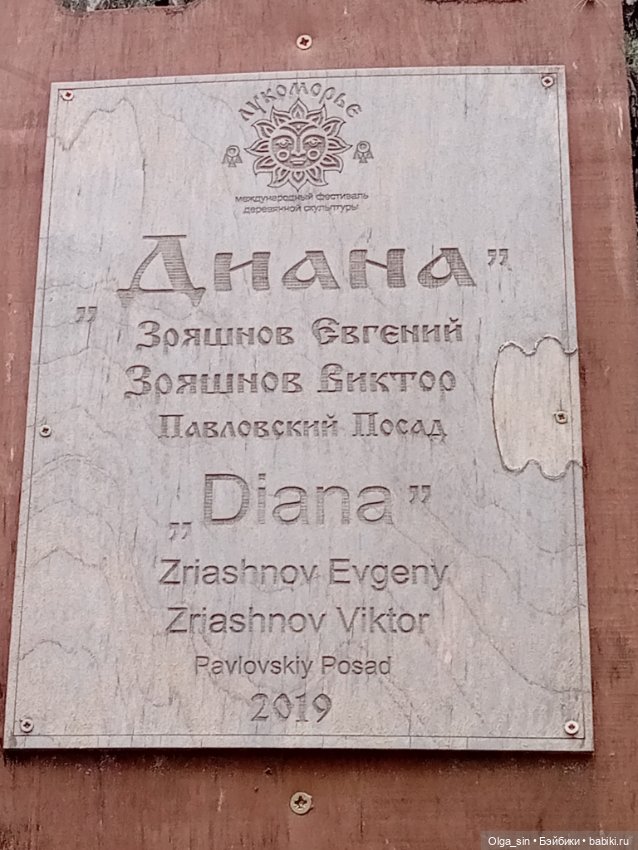 Лукоморье
международный фестиваль
деревянной скульптуры
„Диана”
Зряшнов Евгений
Зряшнов Виктор
Павловский Посад
„Diana”
Zriashnov Evgeny
Zriashnov Viktor
Pavlovskiy Posad
2019
Olga_sin • Бэйбики • babiki.ru